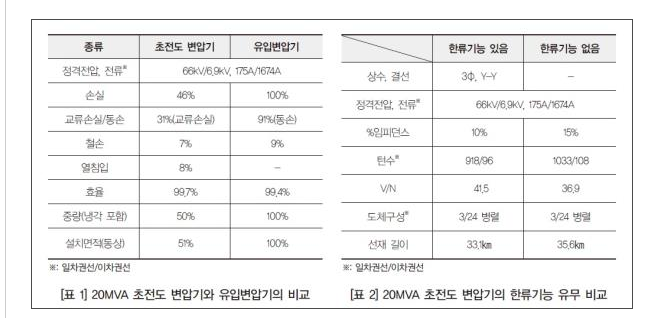 종류 초전도 변압기 유입변압기
정격전압, 전류※ 66kV/6.9kV, 175A/1674A
손실 46% 100%
교류손실/동손 31%(교류손실) 91%(동손)
철손 7% 9%
열침입 8% –
효율 99.7% 99.4%
중량(냉각 포함) 50% 100%
설치면적(동상) 51% 100%
※: 일차권선/이차권선
[표 1] 20MVA 초전도 변압기와 유입변압기의 비교
한류기능 있음 한류기능 없음
상수, 결선 3Φ, Y–Y –
정격전압, 전류※ 66kV/6.9kV, 175A/1674A
%임피던스 10% 15%
턴수※ 918/96 1033/108
V/N 41.5 36.9
도체구성※ 3/24 병렬 3/24 병렬
선재 길이 33.1㎞ 35.6㎞
※: 일차권선/이차권선
[표 2] 20MVA 초전도 변압기의 한류기능 유무 비교